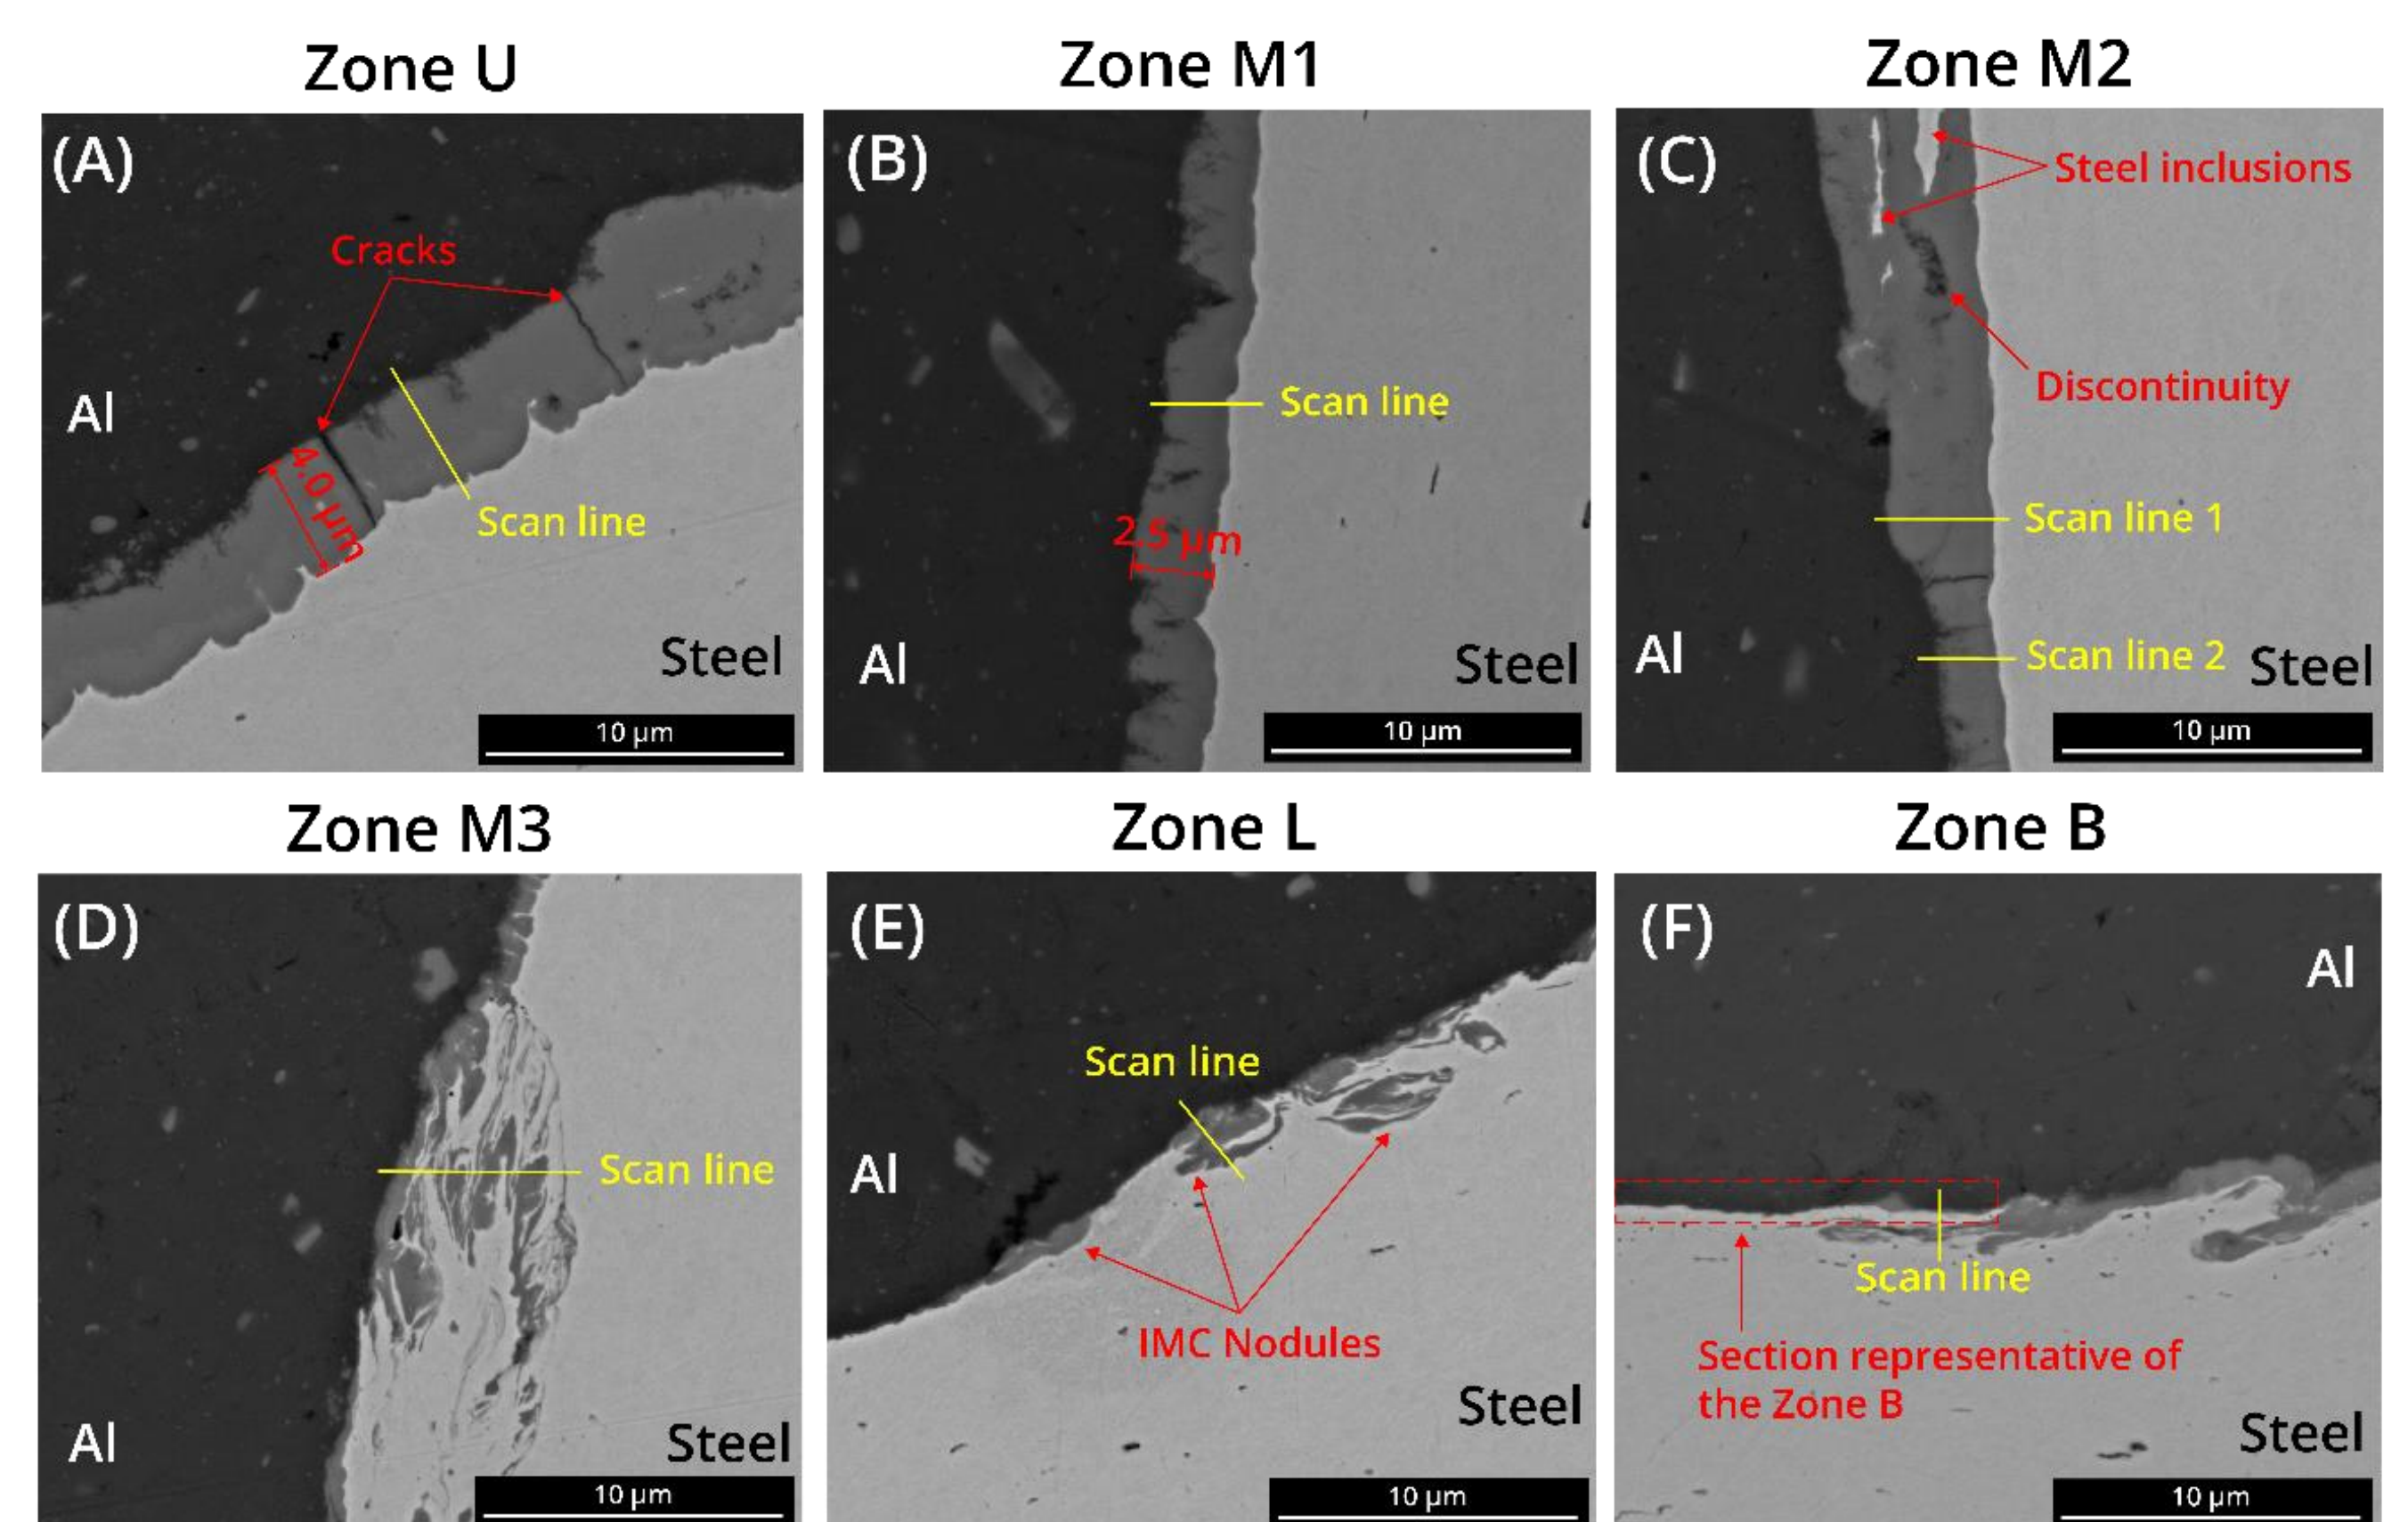 Zone U
Zone M1
Zone M2
(A)
Cracks
Al
4.0 µm
Scan line
Steel
10 µm
(B)
Scan line
2.5 µm
Al
Steel
10 µm
(C)
Steel inclusions
Discontinuity
Scan line 1
Al
Scan line 2
Steel
10 µm
Zone M3
Zone L
Zone B
(D)
Scan line
Al
Steel
10 µm
(E)
Scan line
Al
IMC Nodules
Steel
10 µm
(F)
Al
Scan line
Section representative of
the Zone B
Steel
10 µm